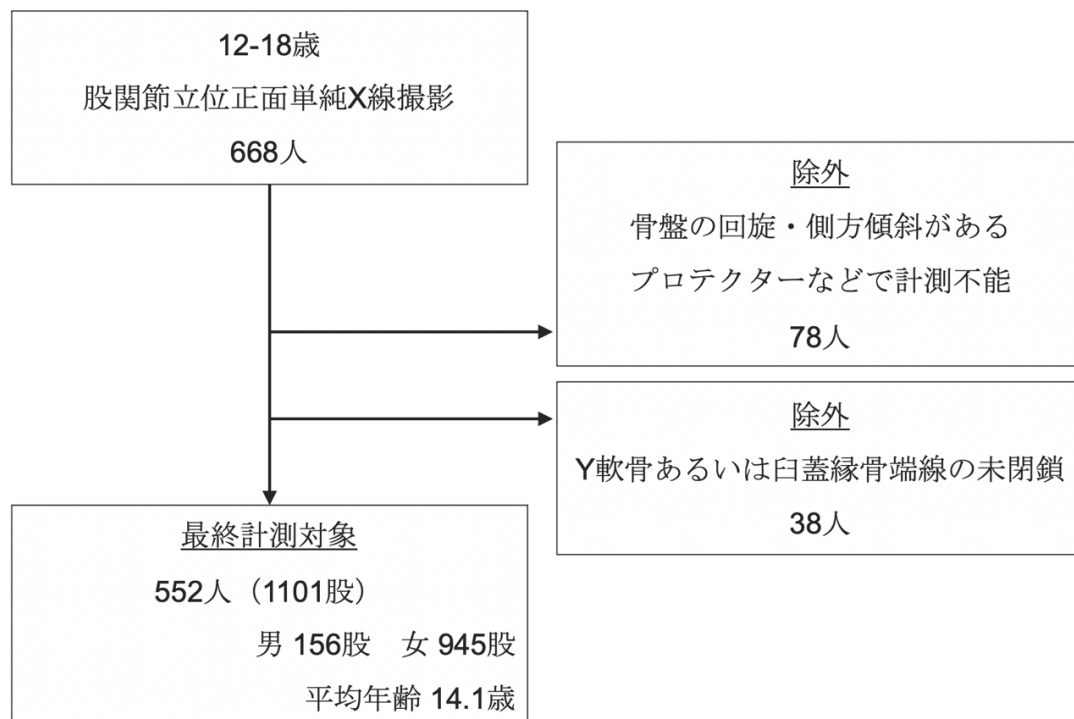 12-18歳
股関節立位正面単純X線撮影
668人
除外
骨盤の回旋・側方傾斜がある
プロテクターなどで計測不能
78人
除外
Y軟骨あるいは臼蓋縁骨端線の未閉鎖
38人
最終計測対象
552人（1101股）
男 156股　女 945股
平均年齢 14.1歳